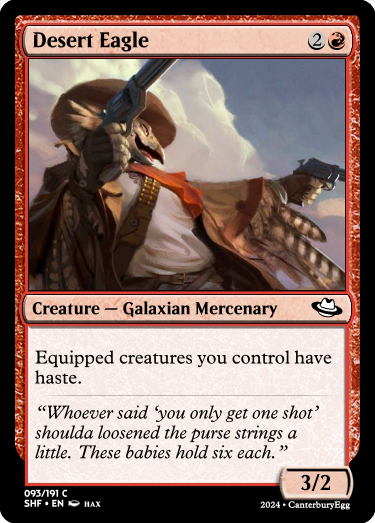 Desert Eagle 2
Creature — Galaxian Mercenary
Equipped creatures you control have
haste.
“Whoever said ‘you only get one shot’
shoulda loosened the purse strings a
little. These babies hold six each.”
3/2
093/191 C
SHF • EN HAX
2024 • CanterburyEgg